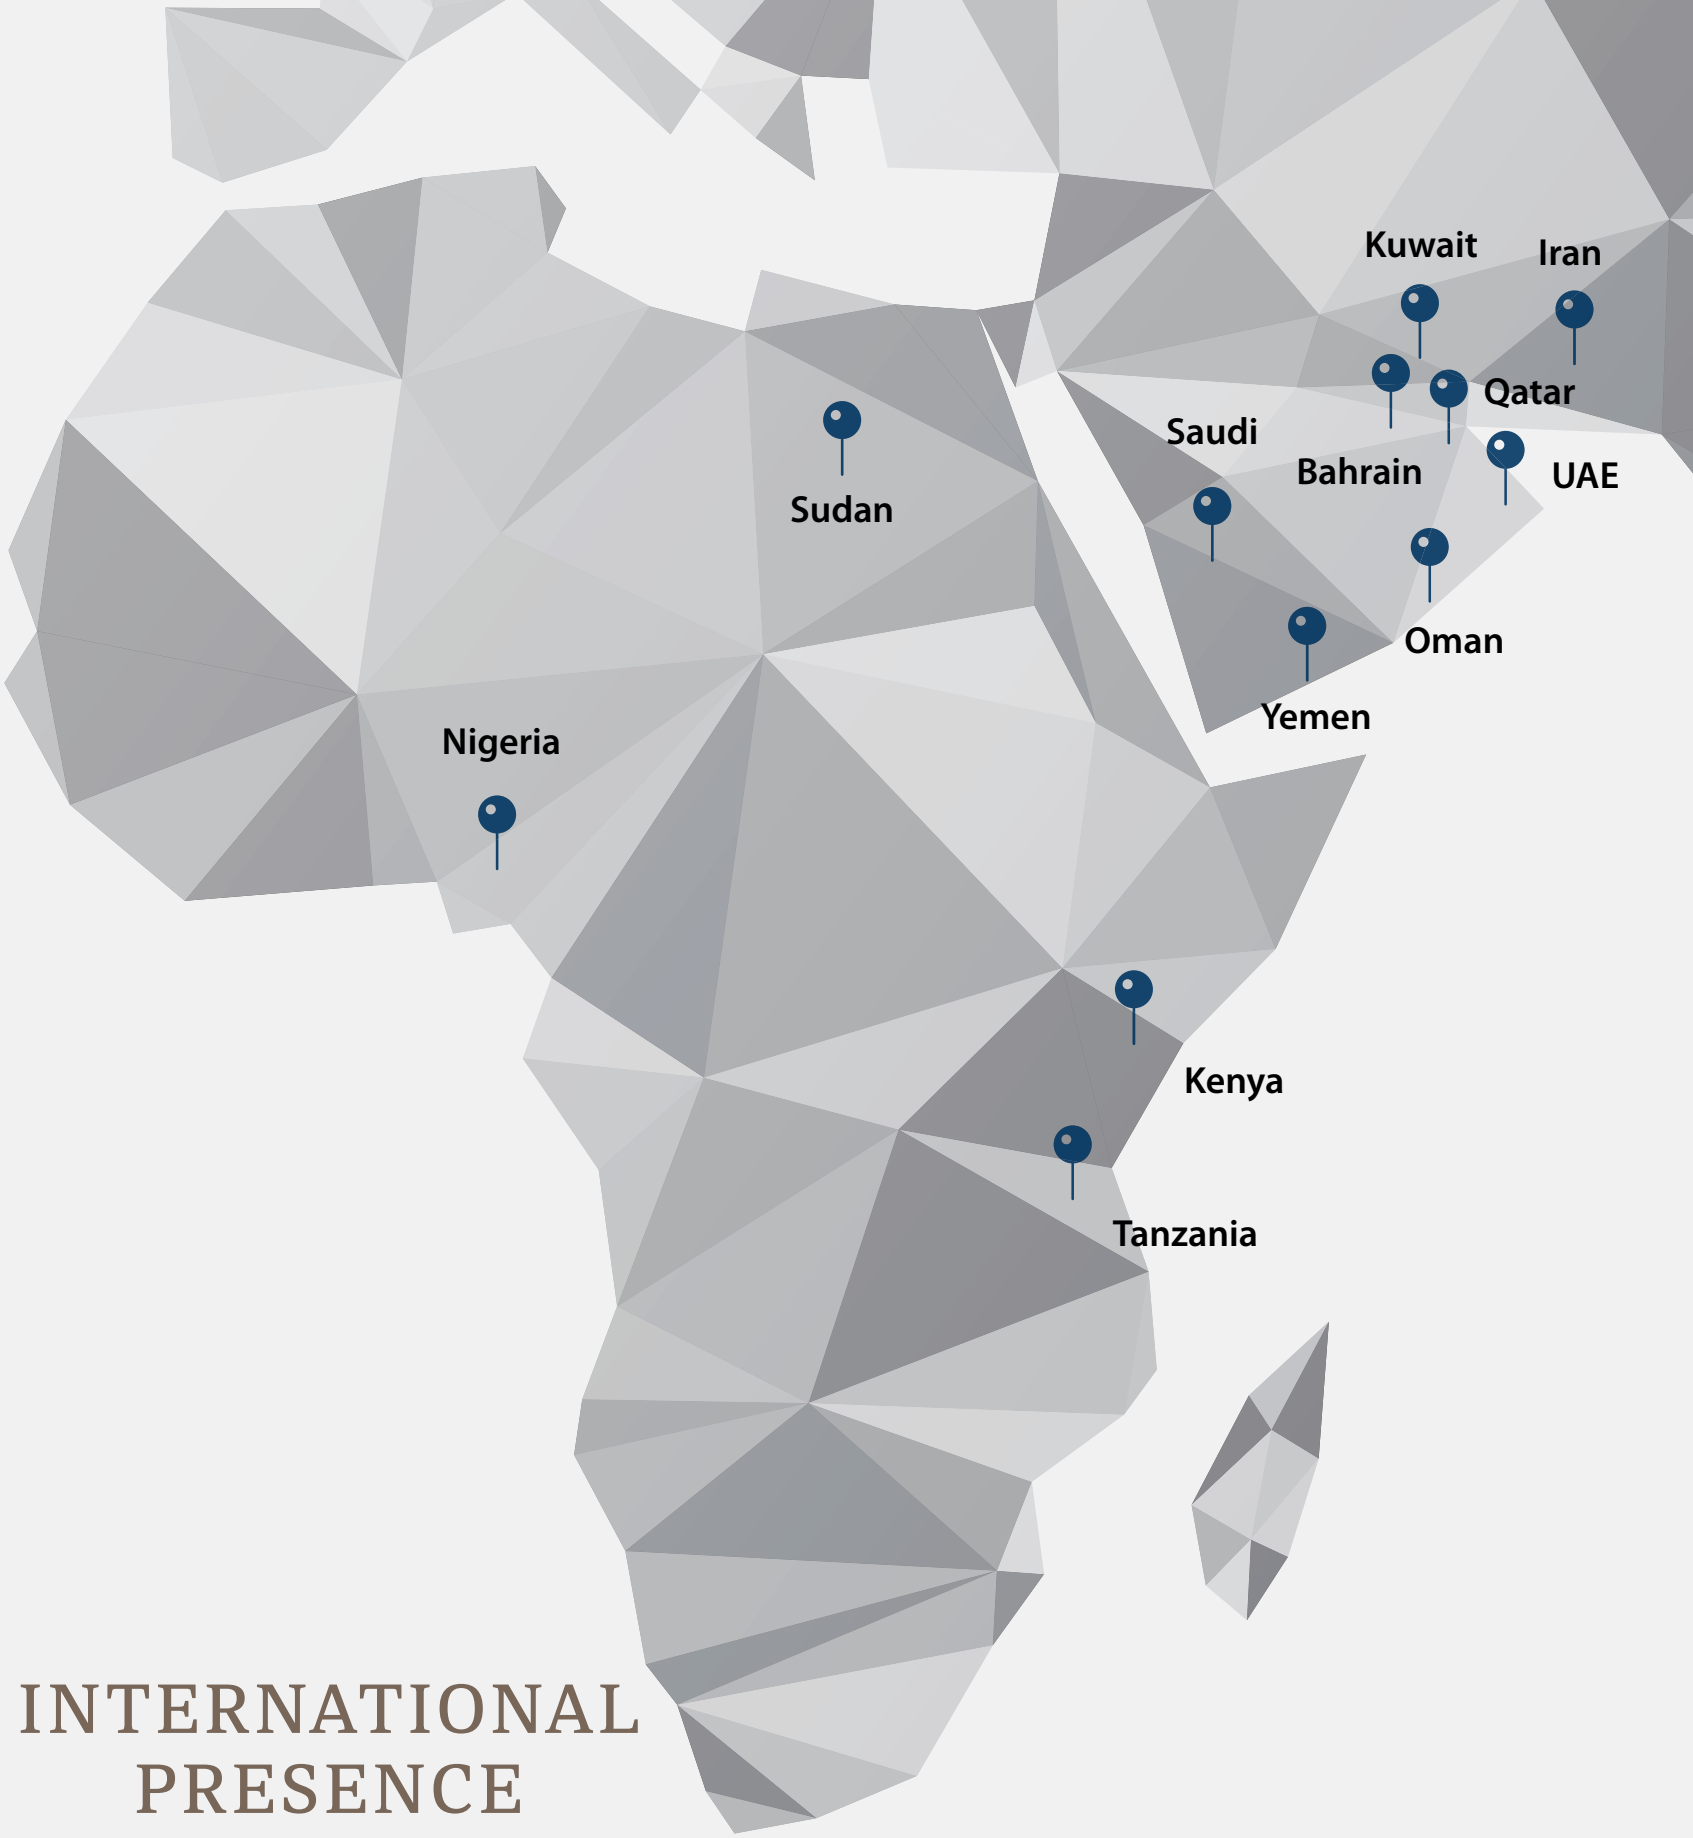 Kuwait
Iran
Qatar
Saudi
Bahrain
UAE
Sudan
Oman
Yemen
Nigeria
Kenya
Tanzania
INTERNATIONAL
PRESENCE